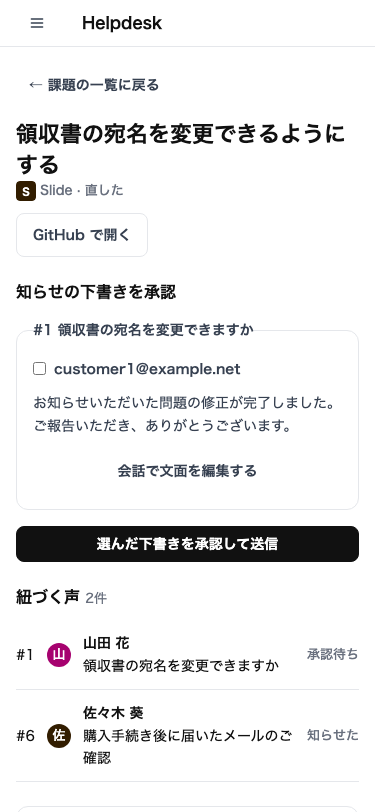 Helpdesk
← 課題の一覧に戻る
領収書の宛名を変更できるように
する
S Slide · 直した
GitHub で開く
知らせの下書きを承認
#1 領収書の宛名を変更できますか
customer1@example.net
お知らせいただいた問題の修正が完了しました。
ご報告いただき、ありがとうございます。
会話で文面を編集する
選んだ下書きを承認して送信
紐づく声 2件
山田 花
#1 山 領収書の宛名を変更できますか 承認待ち
佐々木 葵
#6 佐 購入手続き後に届いたメールのご 知らせた
確認